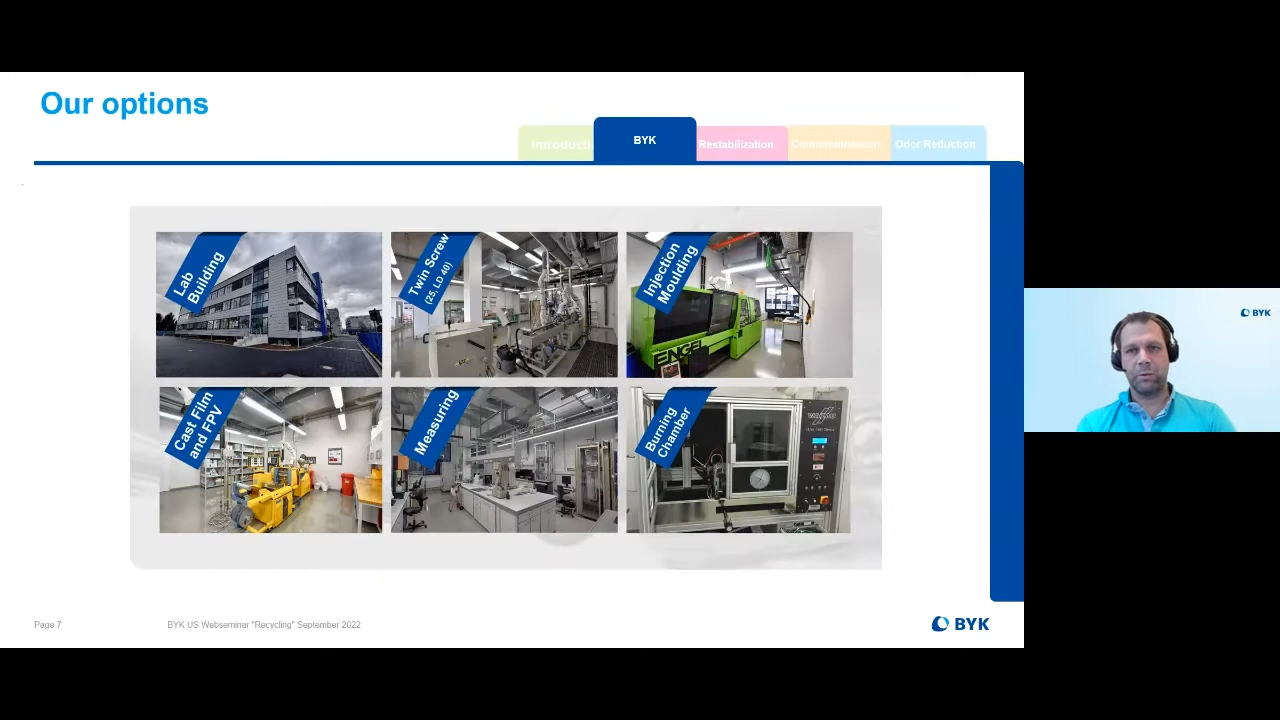 Our options
Introducti
BYK
Restabilization
Odor Reduction
Lab
Building
Twin Screw
(25, LD 40)
Injection
Moulding
ENGEL
Cast Film
and FPV
Measuring
Burning
Chamber
BYK
Page 7
BYK US Webseminar "Recycling" September 2022
BYK